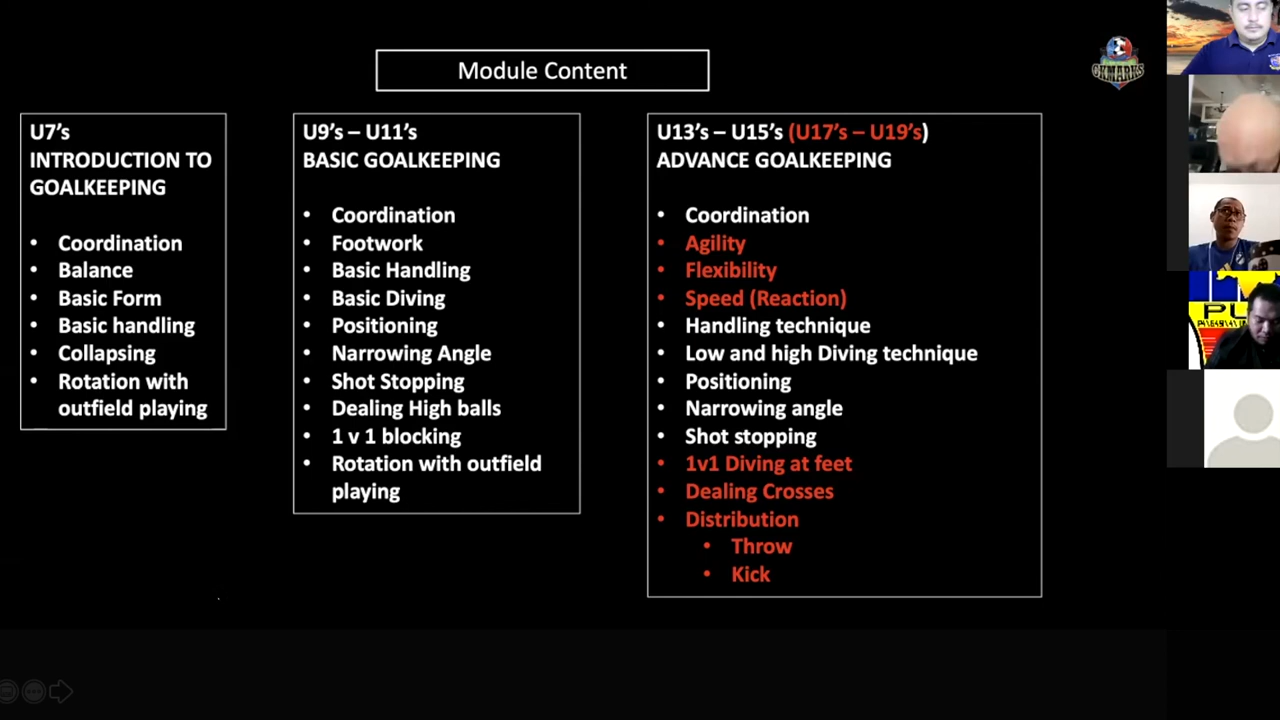 Module Content
GKMARKS
U7’s
INTRODUCTION TO
GOALKEEPING
• Coordination
• Balance
• Basic Form
• Basic handling
• Collapsing
• Rotation with
outfield playing
U9’s – U11’s
BASIC GOALKEEPING
• Coordination
• Footwork
• Basic Handling
• Basic Diving
• Positioning
• Narrowing Angle
• Shot Stopping
• Dealing High balls
• 1 v 1 blocking
• Rotation with outfield
playing
U13’s – U15’s (U17’s – U19’s)
ADVANCE GOALKEEPING
• Coordination
• Agility
• Flexibility
• Speed (Reaction)
• Handling technique
• Low and high Diving technique
• Positioning
• Narrowing angle
• Shot stopping
• 1v1 Diving at feet
• Dealing Crosses
• Distribution
• Throw
• Kick